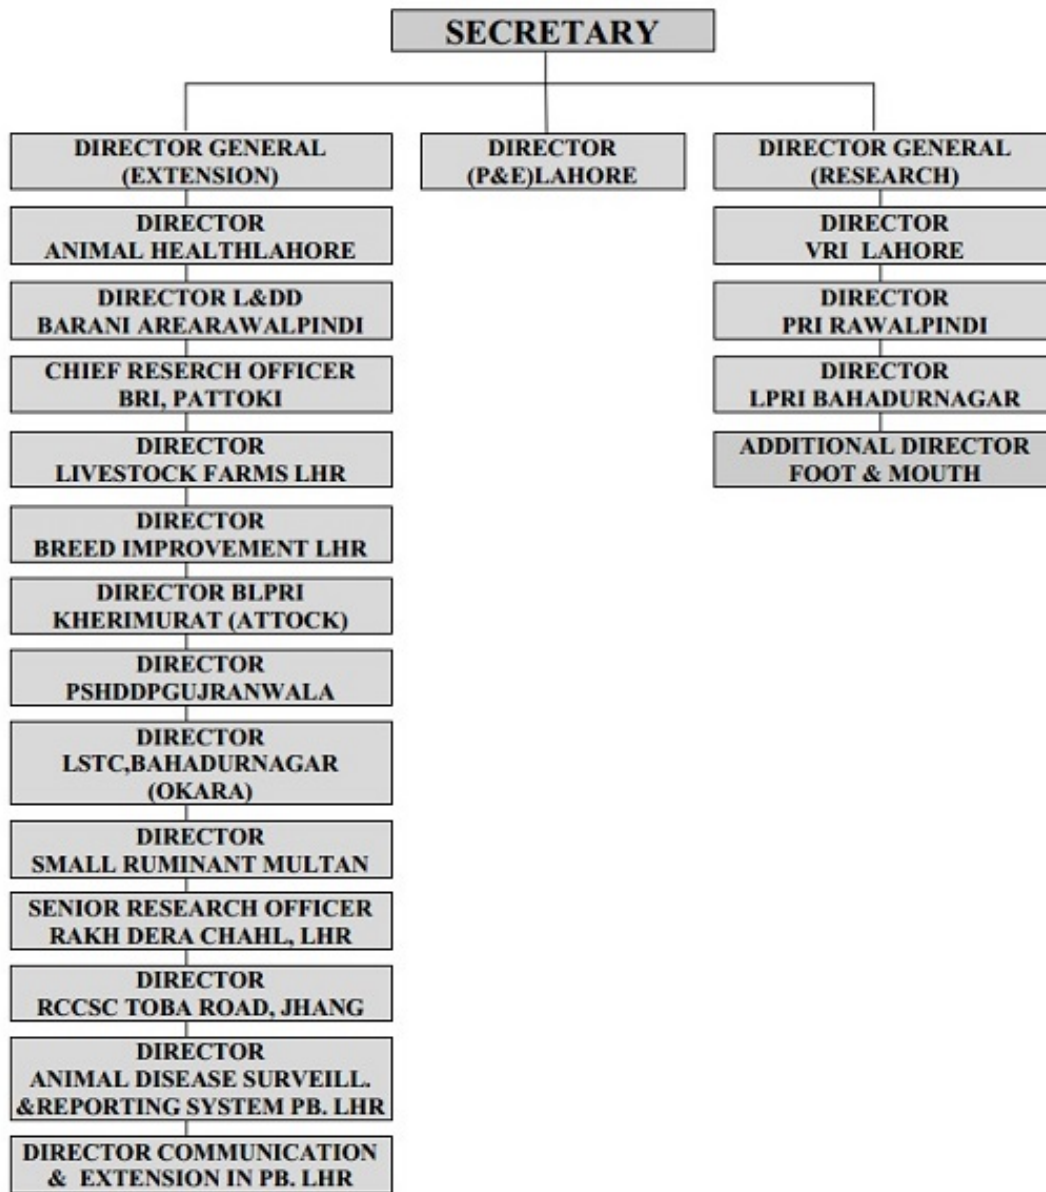 SECRETARY
DIRECTOR GENERAL
(EXTENSION)
DIRECTOR
ANIMAL HEALTHLAHORE
DIRECTOR L&DD
BARANI AREARAWALPINDI
CHIEF RESERCH OFFICER
BRI, PATTOKI
DIRECTOR
LIVESTOCK FARMS LHR
DIRECTOR
BREED IMPROVEMENT LHR
DIRECTOR BLPRI
KHERIMURAT (ATTOCK)
DIRECTOR
PSHDDPGUJRANWALA
DIRECTOR
LSTC,BAHADURNAGAR
(OKARA)
DIRECTOR
SMALL RUMINANT MULTAN
SENIOR RESEARCH OFFICER
RAKH DERA CHAHL, LHR
DIRECTOR
RCCSC TOBA ROAD, JHANG
DIRECTOR
ANIMAL DISEASE SURVEILL.
&REPORTING SYSTEM PB. LHR
DIRECTOR COMMUNICATION
& EXTENSION IN PB. LHR
DIRECTOR
(P&E)LAHORE
DIRECTOR GENERAL
(RESEARCH)
DIRECTOR
VRI LAHORE
DIRECTOR
PRI RAWALPINDI
DIRECTOR
LPRI BAHADURNAGAR
ADDITIONAL DIRECTOR
FOOT & MOUTH